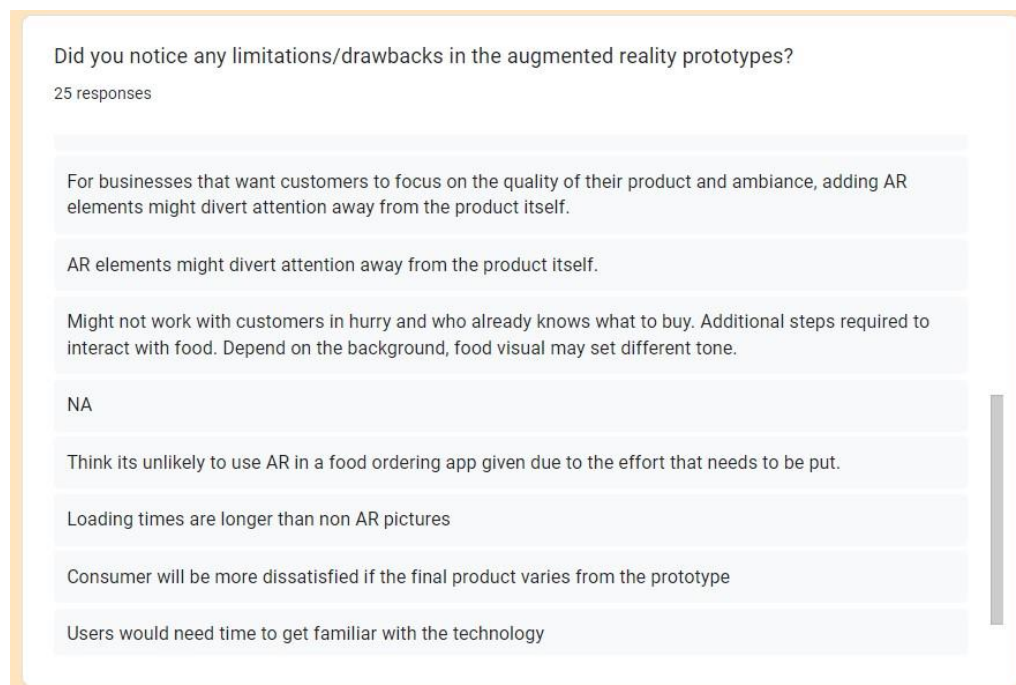 Did you notice any limitations/drawbacks in the augmented reality prototypes?
25 responses
For businesses that want customers to focus on the quality of their product and ambiance, adding AR
elements might divert attention away from the product itself.
AR elements might divert attention away from the product itself.
Might not work with customers in hurry and who already knows what to buy. Additional steps required to
interact with food. Depend on the background, food visual may set different tone.
NA
Think its unlikely to use AR in a food ordering app given due to the effort that needs to be put.
Loading times are longer than non AR pictures
Consumer will be more dissatisfied if the final product varies from the prototype
Users would need time to get familiar with the technology